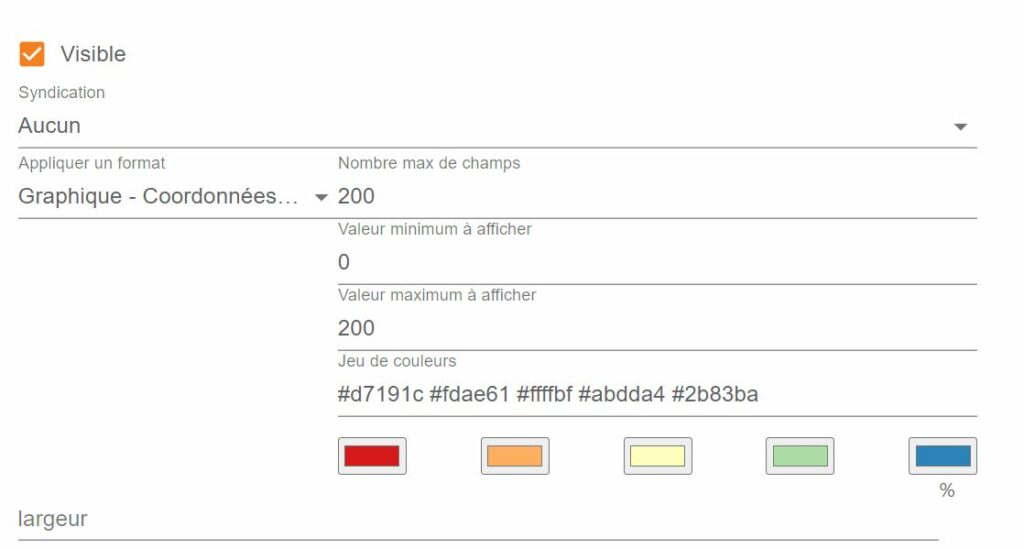 Visible
Syndication
Aucun
Appliquer un format
Graphique - Coordonnées...
Nombre max de champs
200
Valeur minimum à afficher
0
Valeur maximum à afficher
200
Jeu de couleurs
#d7191c #fdae61 #ffffbf #abdda4 #2b83ba
%
largeur